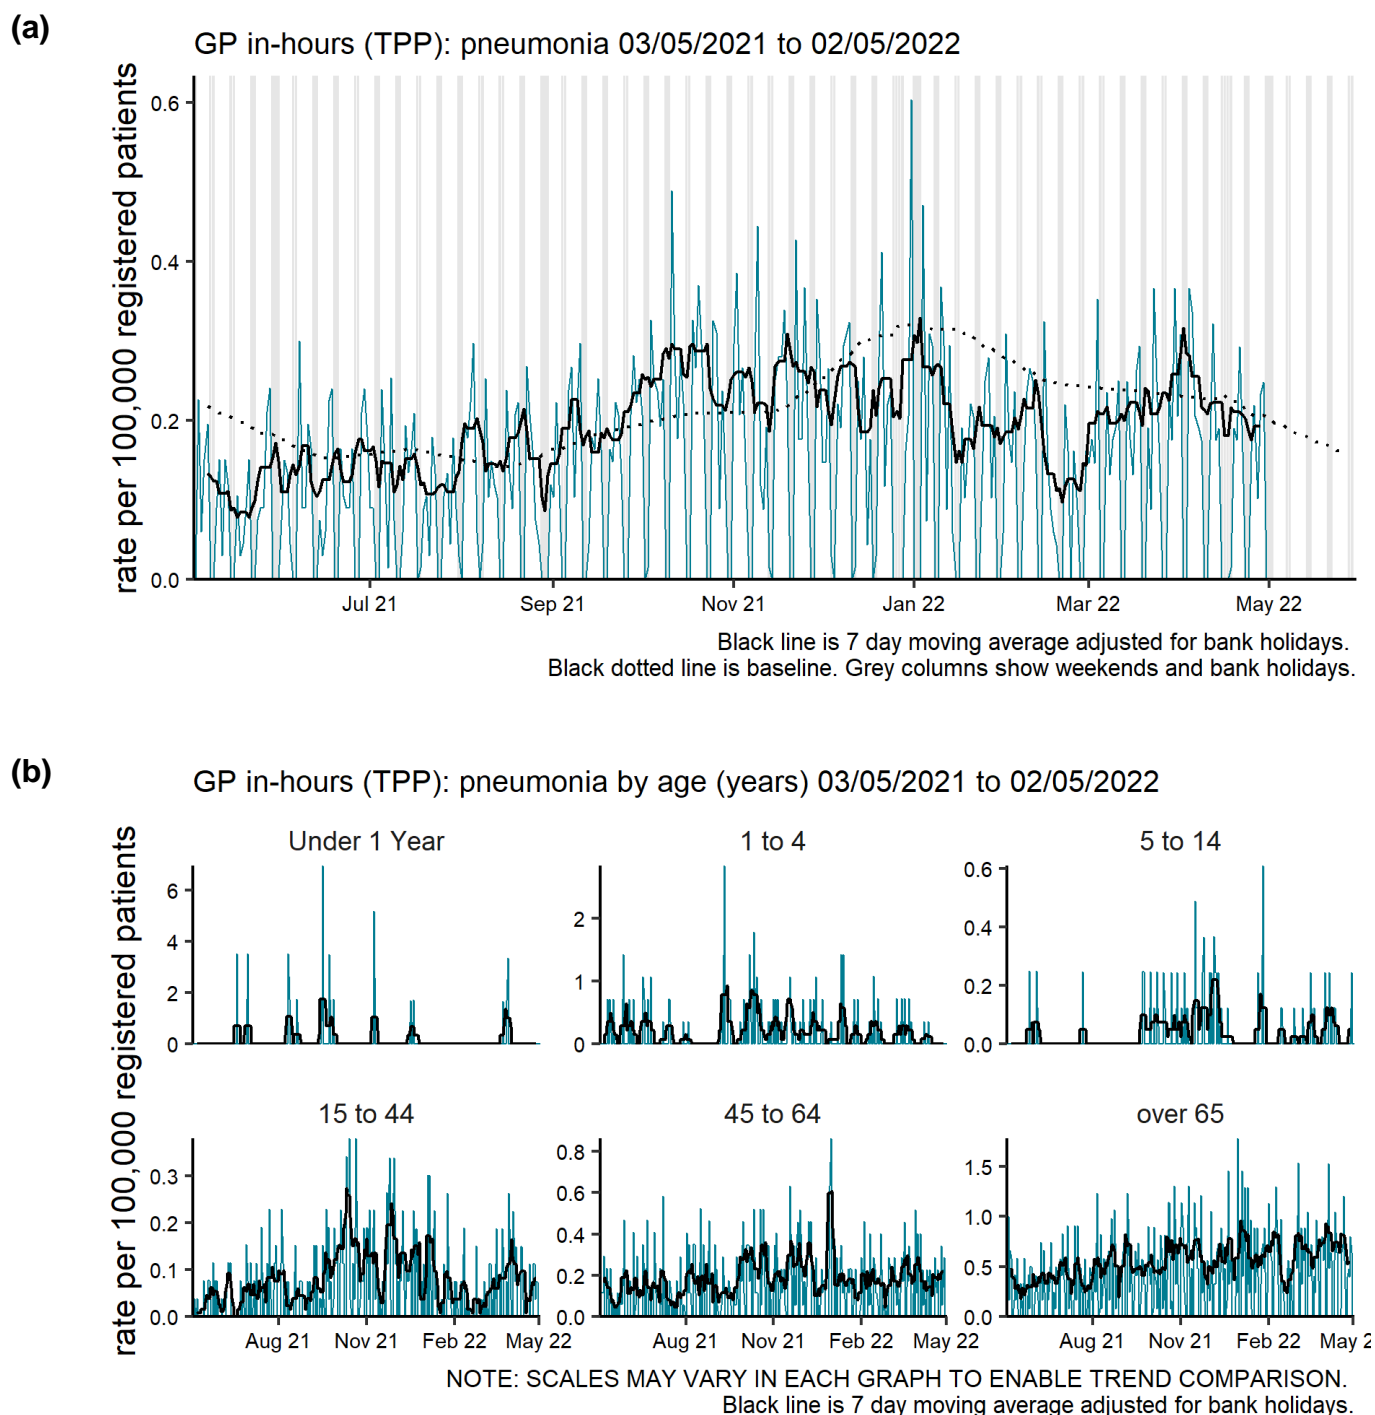 (a)
GP in-hours (TPP): pneumonia 03/05/2021 to 02/05/2022
rate per 100,000 registered patients
0.6
0.4
0.2
0.0
Jul 21 Sep 21 Nov 21 Jan 22 Mar 22 May 22
Black line is 7 day moving average adjusted for bank holidays.
Black dotted line is baseline. Grey columns show weekends and bank holidays.
(b)
GP in-hours (TPP): pneumonia by age (years) 03/05/2021 to 02/05/2022
rate per 100,000 registered patients
Under 1 Year
6
4
2
0
1 to 4
2
1
0
5 to 14
0.6
0.4
0.2
0.0
15 to 44
0.3
0.2
0.1
0.0
Aug 21 Nov 21 Feb 22 May 22
45 to 64
0.8
0.6
0.4
0.2
0.0
Aug 21 Nov 21 Feb 22 May 22
over 65
1.5
1.0
0.5
0.0
Aug 21 Nov 21 Feb 22 May 2
NOTE: SCALES MAY VARY IN EACH GRAPH TO ENABLE TREND COMPARISON.
Black line is 7 day moving average adjusted for bank holidays.